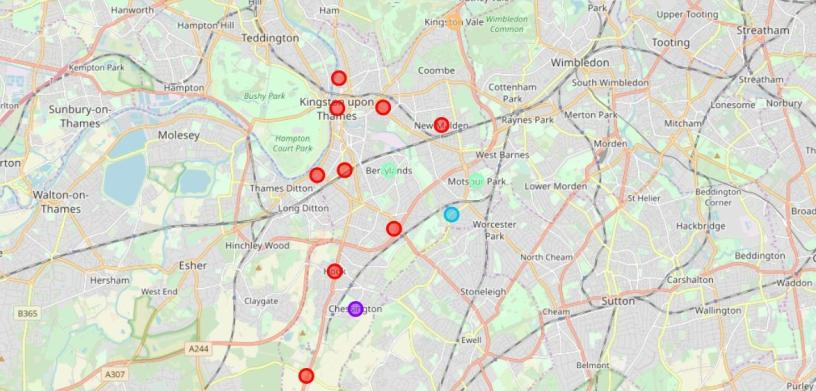 Hanworth
Ham
Park
Upper Tooting
Hampton Hill
Kingston Vale
Wimbledon
Common
Streatham
Teddington
Tooting
Wimbledon
Kempton Park
Coombe
South Wimbledon
Streatham
Hampton
Cottenham
Park
Bushy Park
Kingston upon
Thames
Lonesome
Norbury
Sunbury-on-
Thames
Raynes Park
Merton Park
Mitcham
Molesey
Hampton
Court Park
Morden
West Barnes
Berrylands
Motspur Park
Lower Morden
Thames Ditton
Walton-on-
Thames
St Helier
Beddington
Corner
Long Ditton
Hackbridge
Worcester
Park
Hinchley Wood
Beddington
North Cheam
Esher
Hersham
Carshalton
West End
Stoneleigh
Claygate
Sutton
Chessington
Cheam
Wallington
B365
Ewell
A244
Belmont
A307
Purley